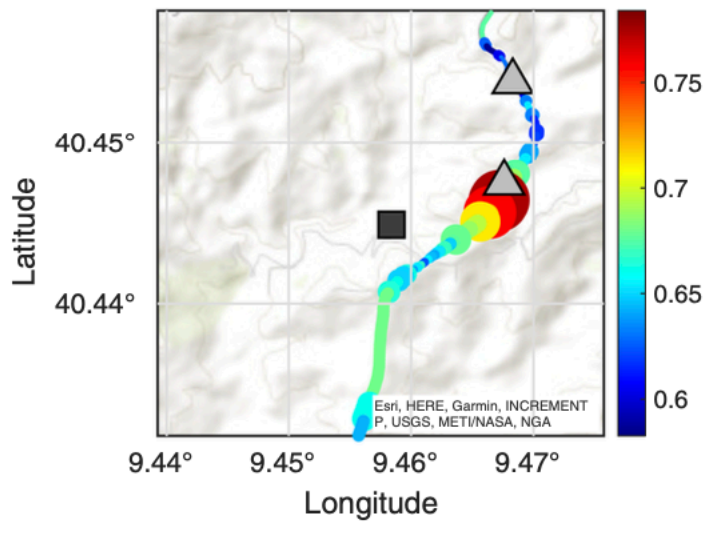 0.75
40.45°
0.7
Latitude
0.65
40.44°
Esri, HERE, Garmin, INCREMENT
P, USGS, METI/NASA, NGA
0.6
9.44° 9.45° 9.46° 9.47°
Longitude